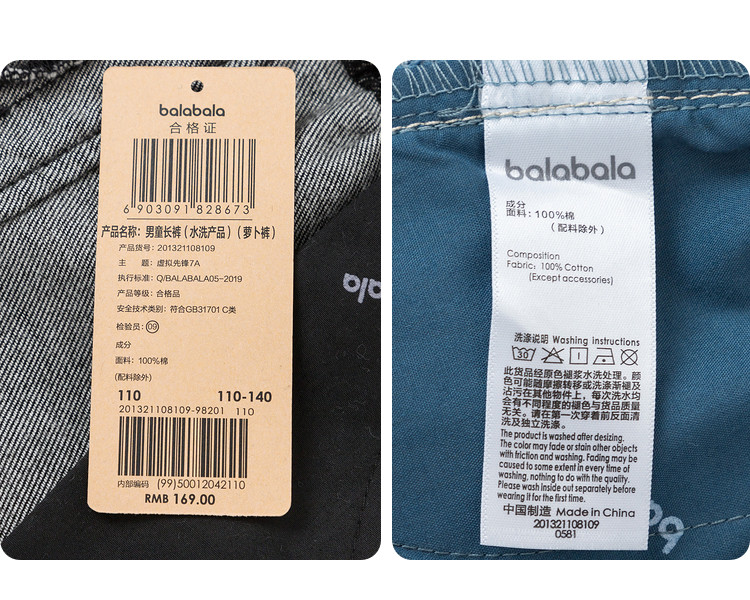 balabala
合格证
6 903091 828673
产品名称：男童长裤（水洗产品）（萝卜裤）
产品货号：201321108109
主 题：虚拟先锋7A
执行标准：Q/BALABALA05-2019
产品等级：合格品
安全技术类别：符合GB31701 C类
检验员：09
成分
面料：100%棉
(配料除外)
110 110-140
201321108109-98201 110
内部编码 (99)50012042110
RMB 169.00
balabala
成分
面料：100%棉
（配料除外）
Composition
Fabric: 100% Cotton
(Except accessories)
洗涤说明 Washing instructions
30
此货品经原色褪浆水洗处理。颜
色可能随摩擦转移或洗涤渐褪及
沾污在其他物件上，每次洗水均
会有不同程度的褪色与货品质量
无关。请在第一次穿着前反面清
洗及独立洗涤。
The product is washed after desizing.
The color may fade or stain other objects
with friction and washing. Fading may be
caused to some extent in every time of
washing, nothing to do with the quality.
Please wash inside out separately before
wearing it for the first time.
中国制造 Made in China
201321108109
0581